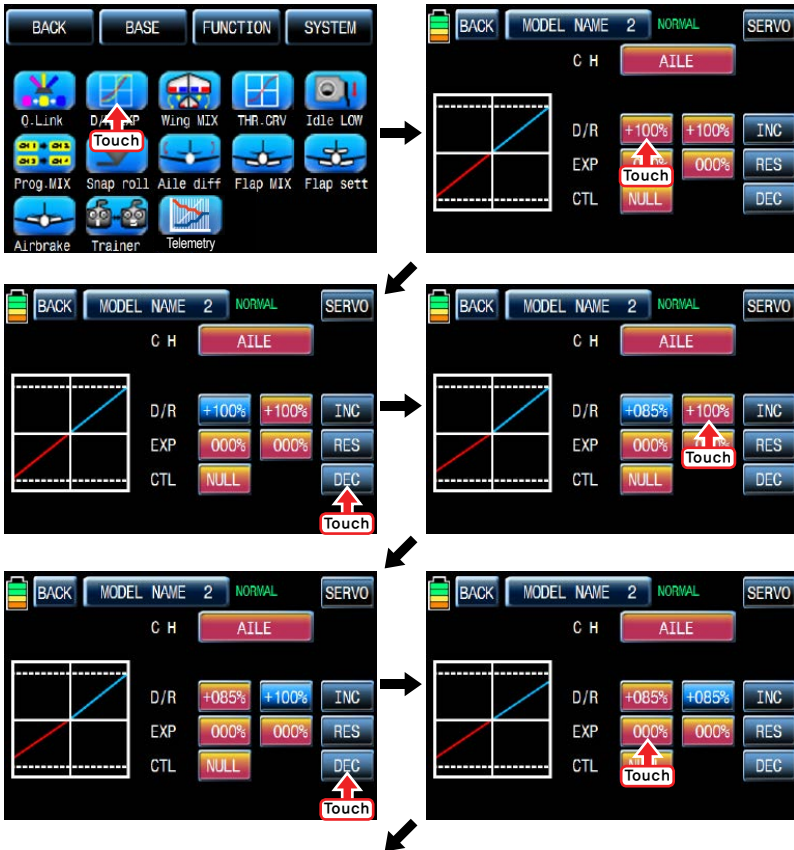 BACK BASE FUNCTION SYSTEM
Q.Link D/R EXP Wing MIX THR.CRV Idle LOW
Touch
CH1 CH2
CH3 CH4
Prog.MIX Snap roll Aile diff Flap MIX Flap sett
Airbrake Trainer Telemetry
BACK MODEL NAME 2 NORMAL SERVO
C H AILE
D/R +100% +100% INC
EXP 000% RES
Touch
CTL NULL DEC
BACK MODEL NAME 2 NORMAL SERVO
C H AILE
D/R +100% +100% INC
EXP 000% 000% RES
CTL NULL DEC
Touch
BACK MODEL NAME 2 NORMAL SERVO
C H AILE
D/R +085% +100% INC
EXP 000% RES
Touch
CTL NULL DEC
BACK MODEL NAME 2 NORMAL SERVO
C H AILE
D/R +085% +100% INC
EXP 000% 000% RES
CTL NULL DEC
Touch
BACK MODEL NAME 2 NORMAL SERVO
C H AILE
D/R +085% +085% INC
EXP 000% 000% RES
CTL DEC
Touch